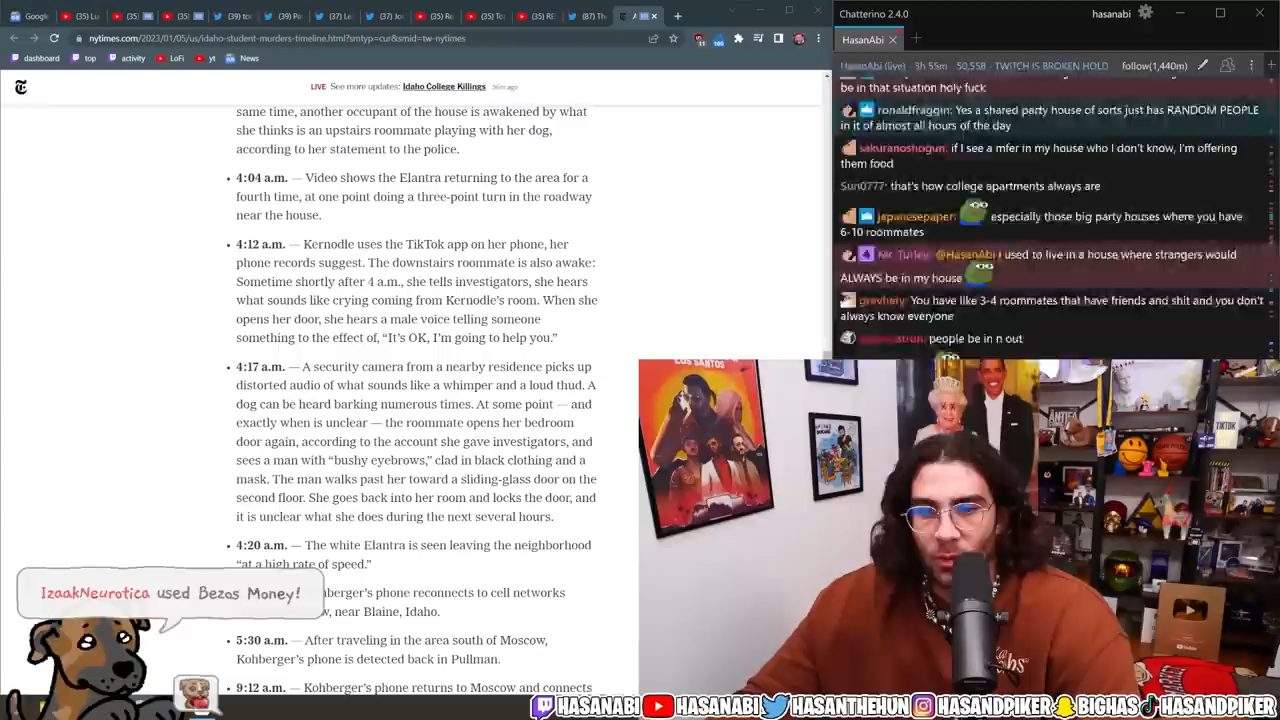 Chatterino 2.4.0
hasanabi
nytimes.com/2023/01/05/us/idaho-student-murders-timeline.html?smtyp=cur&smid=tw-nytimes
HasanAbi
dashboard
top
activity
LoFi
yt
News
HasanAbi (live) - 3h 55m - 50,558 - TWITCH IS BROKEN HOLD
follow(1,440m)
LIVE See more updates: Idaho College Killings 56m ago
same time, another occupant of the house is awakened by what
she thinks is an upstairs roommate playing with her dog,
according to her statement to the police.
4:04 a.m. — Video shows the Elantra returning to the area for a
fourth time, at one point doing a three-point turn in the roadway
near the house.
4:12 a.m. — Kernodle uses the TikTok app on her phone, her
phone records suggest. The downstairs roommate is also awake:
Sometime shortly after 4 a.m., she tells investigators, she hears
what sounds like crying coming from Kernodle’s room. When she
opens her door, she hears a male voice telling someone
something to the effect of, “It’s OK, I’m going to help you.”
4:17 a.m. — A security camera from a nearby residence picks up
distorted audio of what sounds like a whimper and a loud thud. A
dog can be heard barking numerous times. At some point — and
exactly when is unclear — the roommate opens her bedroom
door again, according to the account she gave investigators, and
sees a man with “bushy eyebrows,” clad in black clothing and a
mask. The man walks past her toward a sliding-glass door on the
second floor. She goes back into her room and locks the door, and
it is unclear what she does during the next several hours.
4:20 a.m. — The white Elantra is seen leaving the neighborhood
“at a high rate of speed.”
hberger’s phone reconnects to cell networks
w, near Blaine, Idaho.
5:30 a.m. — After traveling in the area south of Moscow,
Kohberger’s phone is detected back in Pullman.
9:12 a.m. — Kohberger’s phone returns to Moscow and connects
IzaakNeurotica used Bezos Money!
be in that situation holy fuck
ronaldfraggin: Yes a shared party house of sorts just has RANDOM PEOPLE
in it of almost all hours of the day
sakuranoshogun: if I see a mfer in my house who I don't know, I'm offering
them food
Sun0777: that's how college apartments always are
japanesepaper: especially those big party houses where you have
6-10 roommates
@HasanAbi I used to live in a house where strangers would
ALWAYS be in my house
You have like 3-4 roommates that have friends and shit and you don't
always know everyone
people be in n out
LOS SANTOS
TIKTOK
HASANABI
HASANABI
HASANTHEHUN
HASANDPIKER
BIGHAS
HASANDPIKER